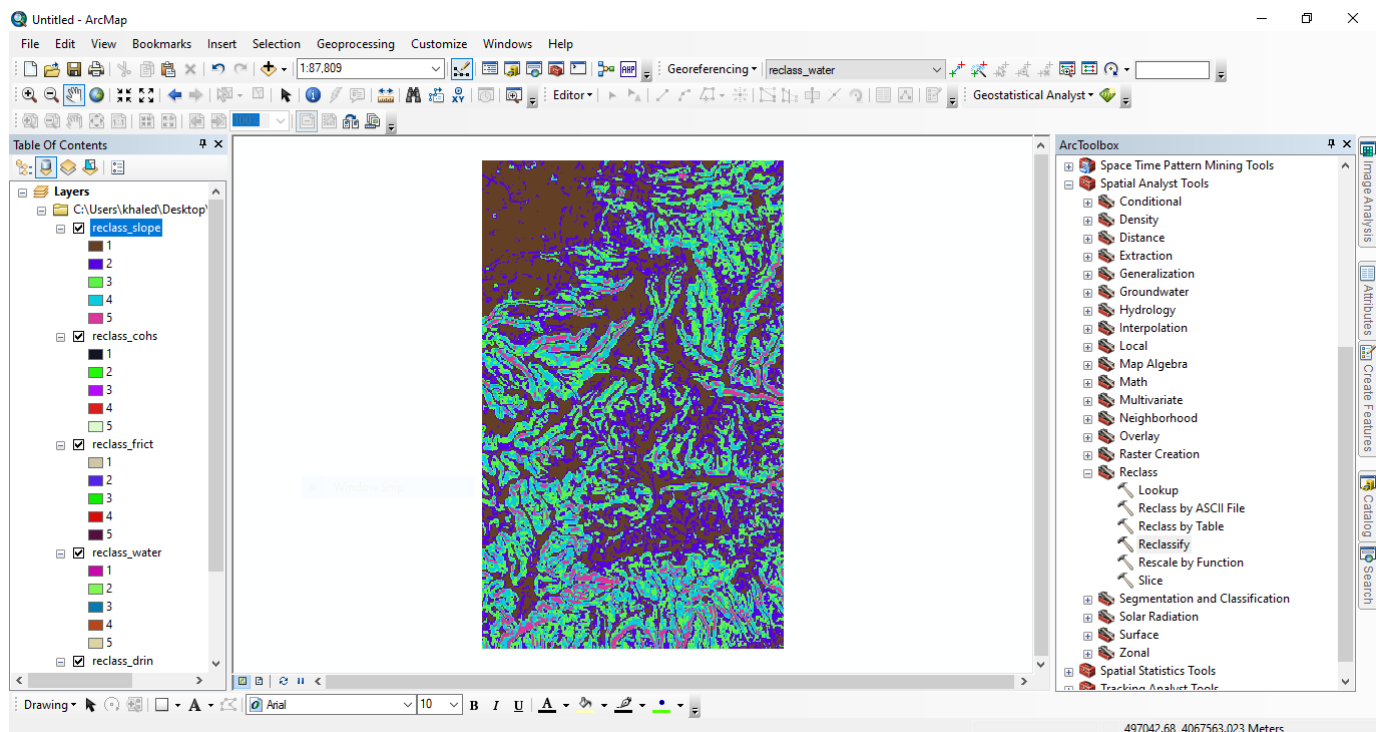 Untitled - ArcMap
File Edit View Bookmarks Insert Selection Geoprocessing Customize Windows Help
1:87,809 AHP Georeferencing reclass_water
XY Editor Geostatistical Analyst
100%
Table Of Contents
Layers
C:\Users\khaled\Desktop\
reclass_slope
1
2
3
4
5
reclass_cohs
1
2
3
4
5
reclass_frict
1
2
3
4
5
reclass_water
1
2
3
4
5
reclass_drin
ArcToolbox
Space Time Pattern Mining Tools
Spatial Analyst Tools
Conditional
Density
Distance
Extraction
Generalization
Groundwater
Hydrology
Interpolation
Local
Map Algebra
Math
Multivariate
Neighborhood
Overlay
Raster Creation
Reclass
Lookup
Reclass by ASCII File
Reclass by Table
Reclassify
Rescale by Function
Slice
Segmentation and Classification
Solar Radiation
Surface
Zonal
Spatial Statistics Tools
Tracking Analyst Tools
Image Analysis
Attributes
Create Features
Catalog
Search
Drawing A Arial 10 B I U A
497042.68 4067563.023 Meters